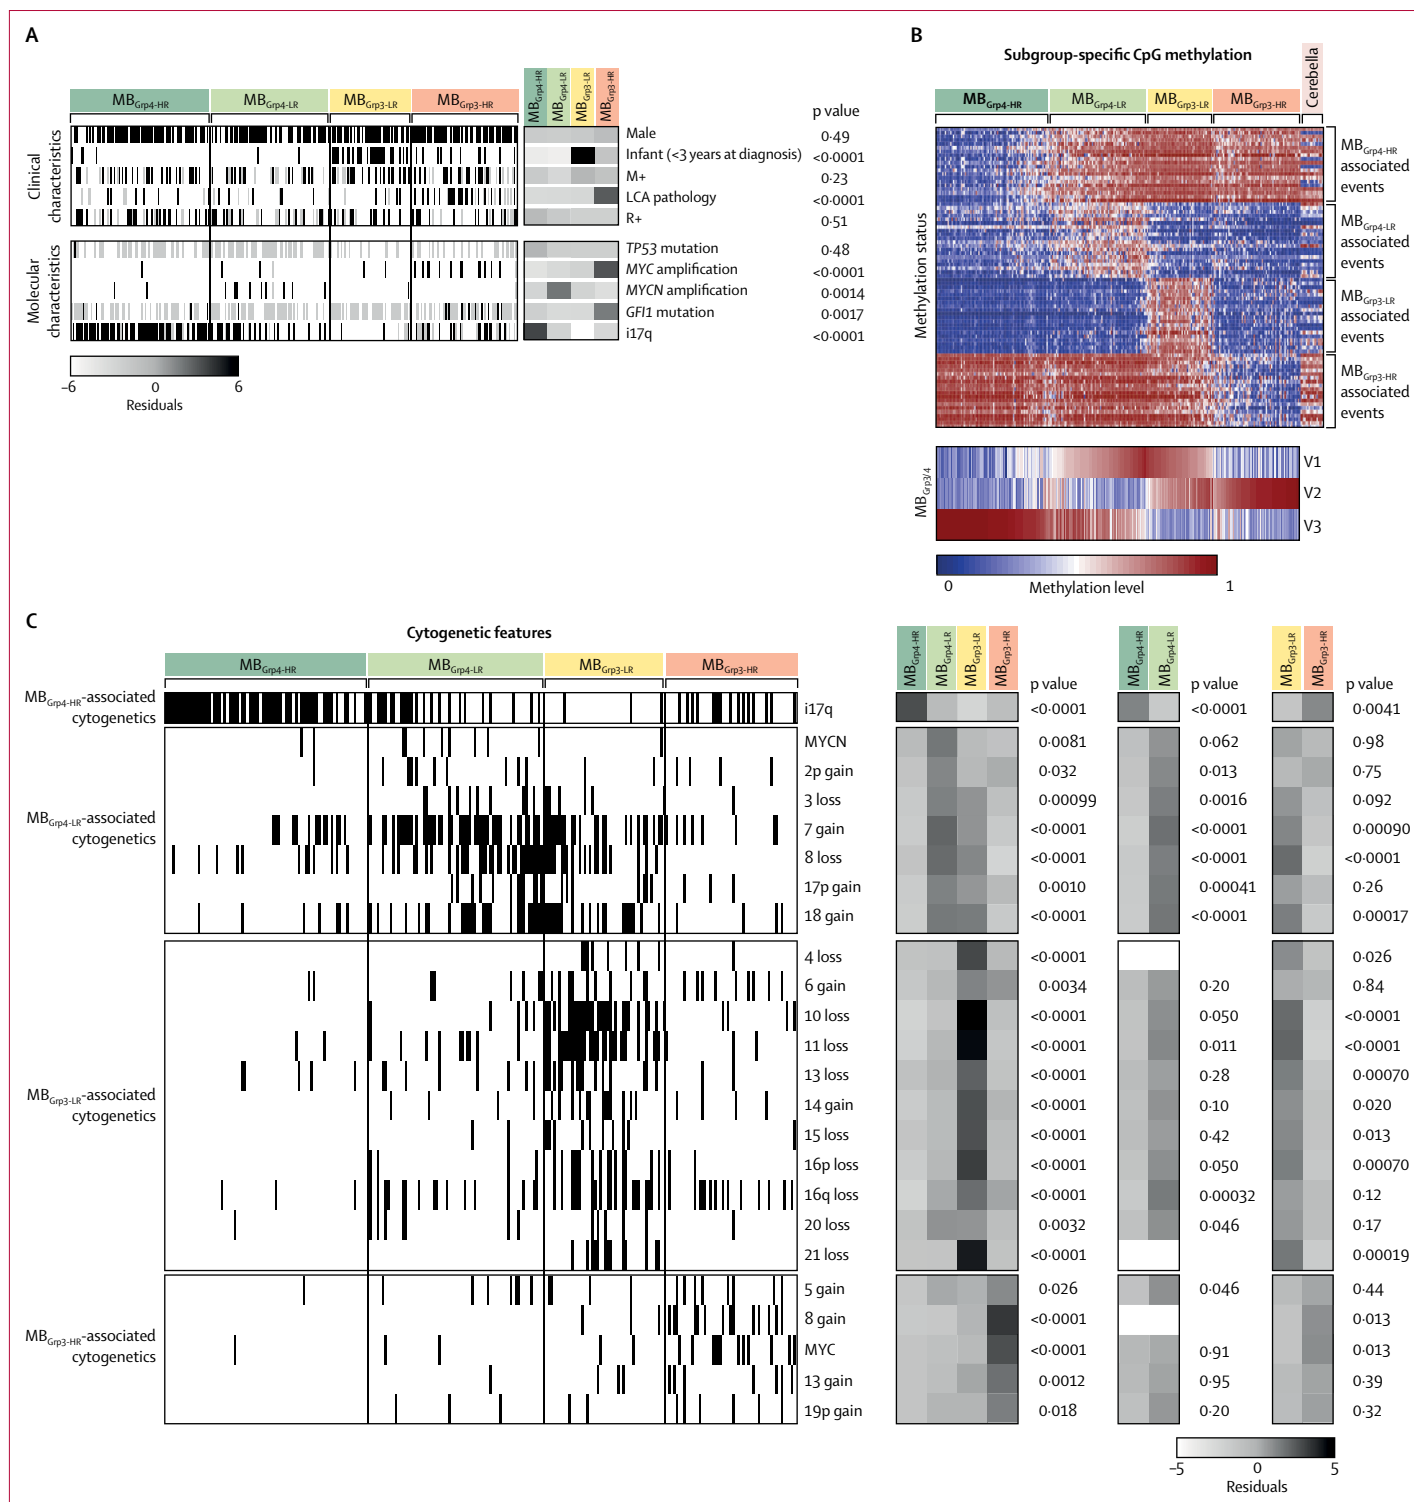 A
MBGrp4-HR MBGrp4-LR MBGrp3-LR MBGrp3-HR
MBGrp4-HR MBGrp4-LR MBGrp3-LR MBGrp3-HR
p value
Clinical characteristics
Male 0·49
Infant (<3 years at diagnosis) <0·0001
M+ 0·23
LCA pathology <0·0001
R+ 0·51
Molecular characteristics
TP53 mutation 0·48
MYC amplification <0·0001
MYCN amplification 0·0014
GFI1 mutation 0·0017
i17q <0·0001
–6 0 6
Residuals
B
Subgroup-specific CpG methylation
MBGrp4-HR MBGrp4-LR MBGrp3-LR MBGrp3-HR Cerebella
Methylation status
MBGrp4-HR
associated
events
MBGrp4-LR
associated
events
MBGrp3-LR
associated
events
MBGrp3-HR
associated
events
MBGrp3/4
V1
V2
V3
0 Methylation level 1
C
Cytogenetic features
MBGrp4-HR MBGrp4-LR MBGrp3-LR MBGrp3-HR
MBGrp4-HR MBGrp4-LR MBGrp3-LR MBGrp3-HR p value
MBGrp4-HR MBGrp4-LR p value
MBGrp3-LR MBGrp3-HR p value
MBGrp4-HR-associated
cytogenetics
i17q <0·0001 <0·0001 0·0041
MBGrp4-LR-associated
cytogenetics
MYCN 0·0081 0·062 0·98
2p gain 0·032 0·013 0·75
3 loss 0·00099 0·0016 0·092
7 gain <0·0001 <0·0001 0·00090
8 loss <0·0001 <0·0001 <0·0001
17p gain 0·0010 0·00041 0·26
18 gain <0·0001 <0·0001 0·00017
MBGrp3-LR-associated
cytogenetics
4 loss <0·0001 0·026
6 gain 0·0034 0·20 0·84
10 loss <0·0001 0·050 <0·0001
11 loss <0·0001 0·011 <0·0001
13 loss <0·0001 0·28 0·00070
14 gain <0·0001 0·10 0·020
15 loss <0·0001 0·42 0·013
16p loss <0·0001 0·050 0·00070
16q loss <0·0001 0·00032 0·12
20 loss 0·0032 0·046 0·17
21 loss <0·0001 0·00019
MBGrp3-HR-associated
cytogenetics
5 gain 0·026 0·046 0·44
8 gain <0·0001 0·013
MYC <0·0001 0·91 0·013
13 gain 0·0012 0·95 0·39
19p gain 0·018 0·20 0·32
–5 0 5
Residuals